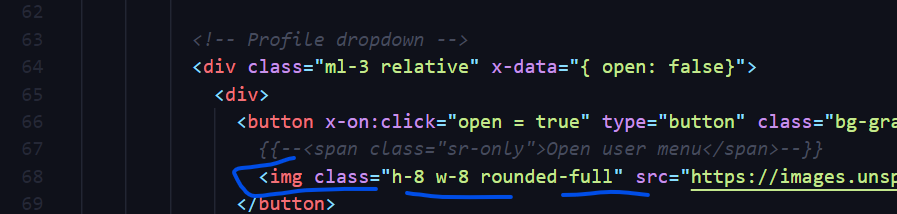 62
63 <!-- Profile dropdown -->
64 <div class="ml-3 relative" x-data="{ open: false}">
65 <div>
66 <button x-on:click="open = true" type="button" class="bg-gra
67 {{--<span class="sr-only">Open user menu</span>--}}
68 <img class="h-8 w-8 rounded-full" src="https://images.unsp
69 </button>